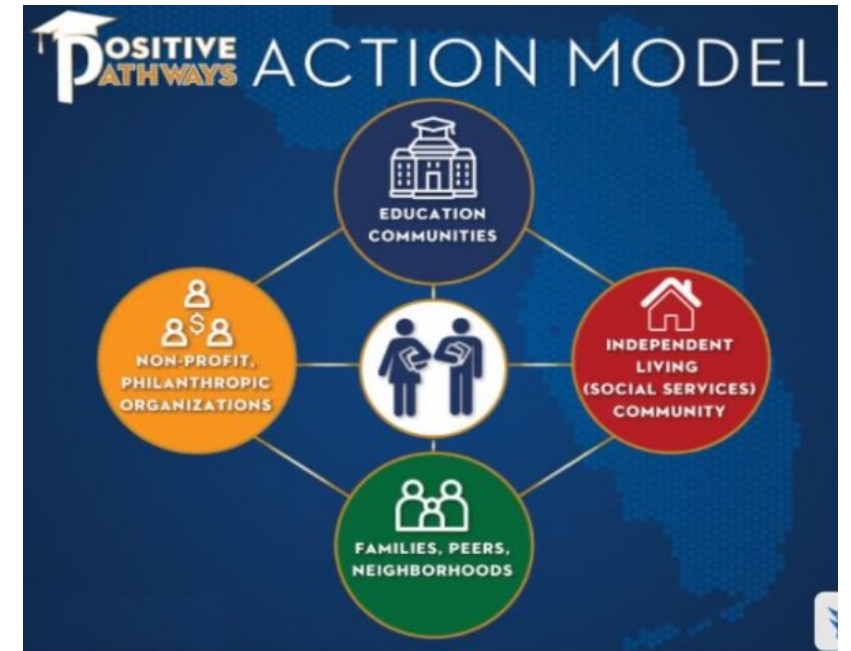 POSITIVE
PATHWAYS
ACTION MODEL
EDUCATION
COMMUNITIES
$
NON-PROFIT,
PHILANTHROPIC
ORGANIZATIONS
INDEPENDENT
LIVING
(SOCIAL SERVICES)
COMMUNITY
FAMILIES, PEERS,
NEIGHBORHOODS